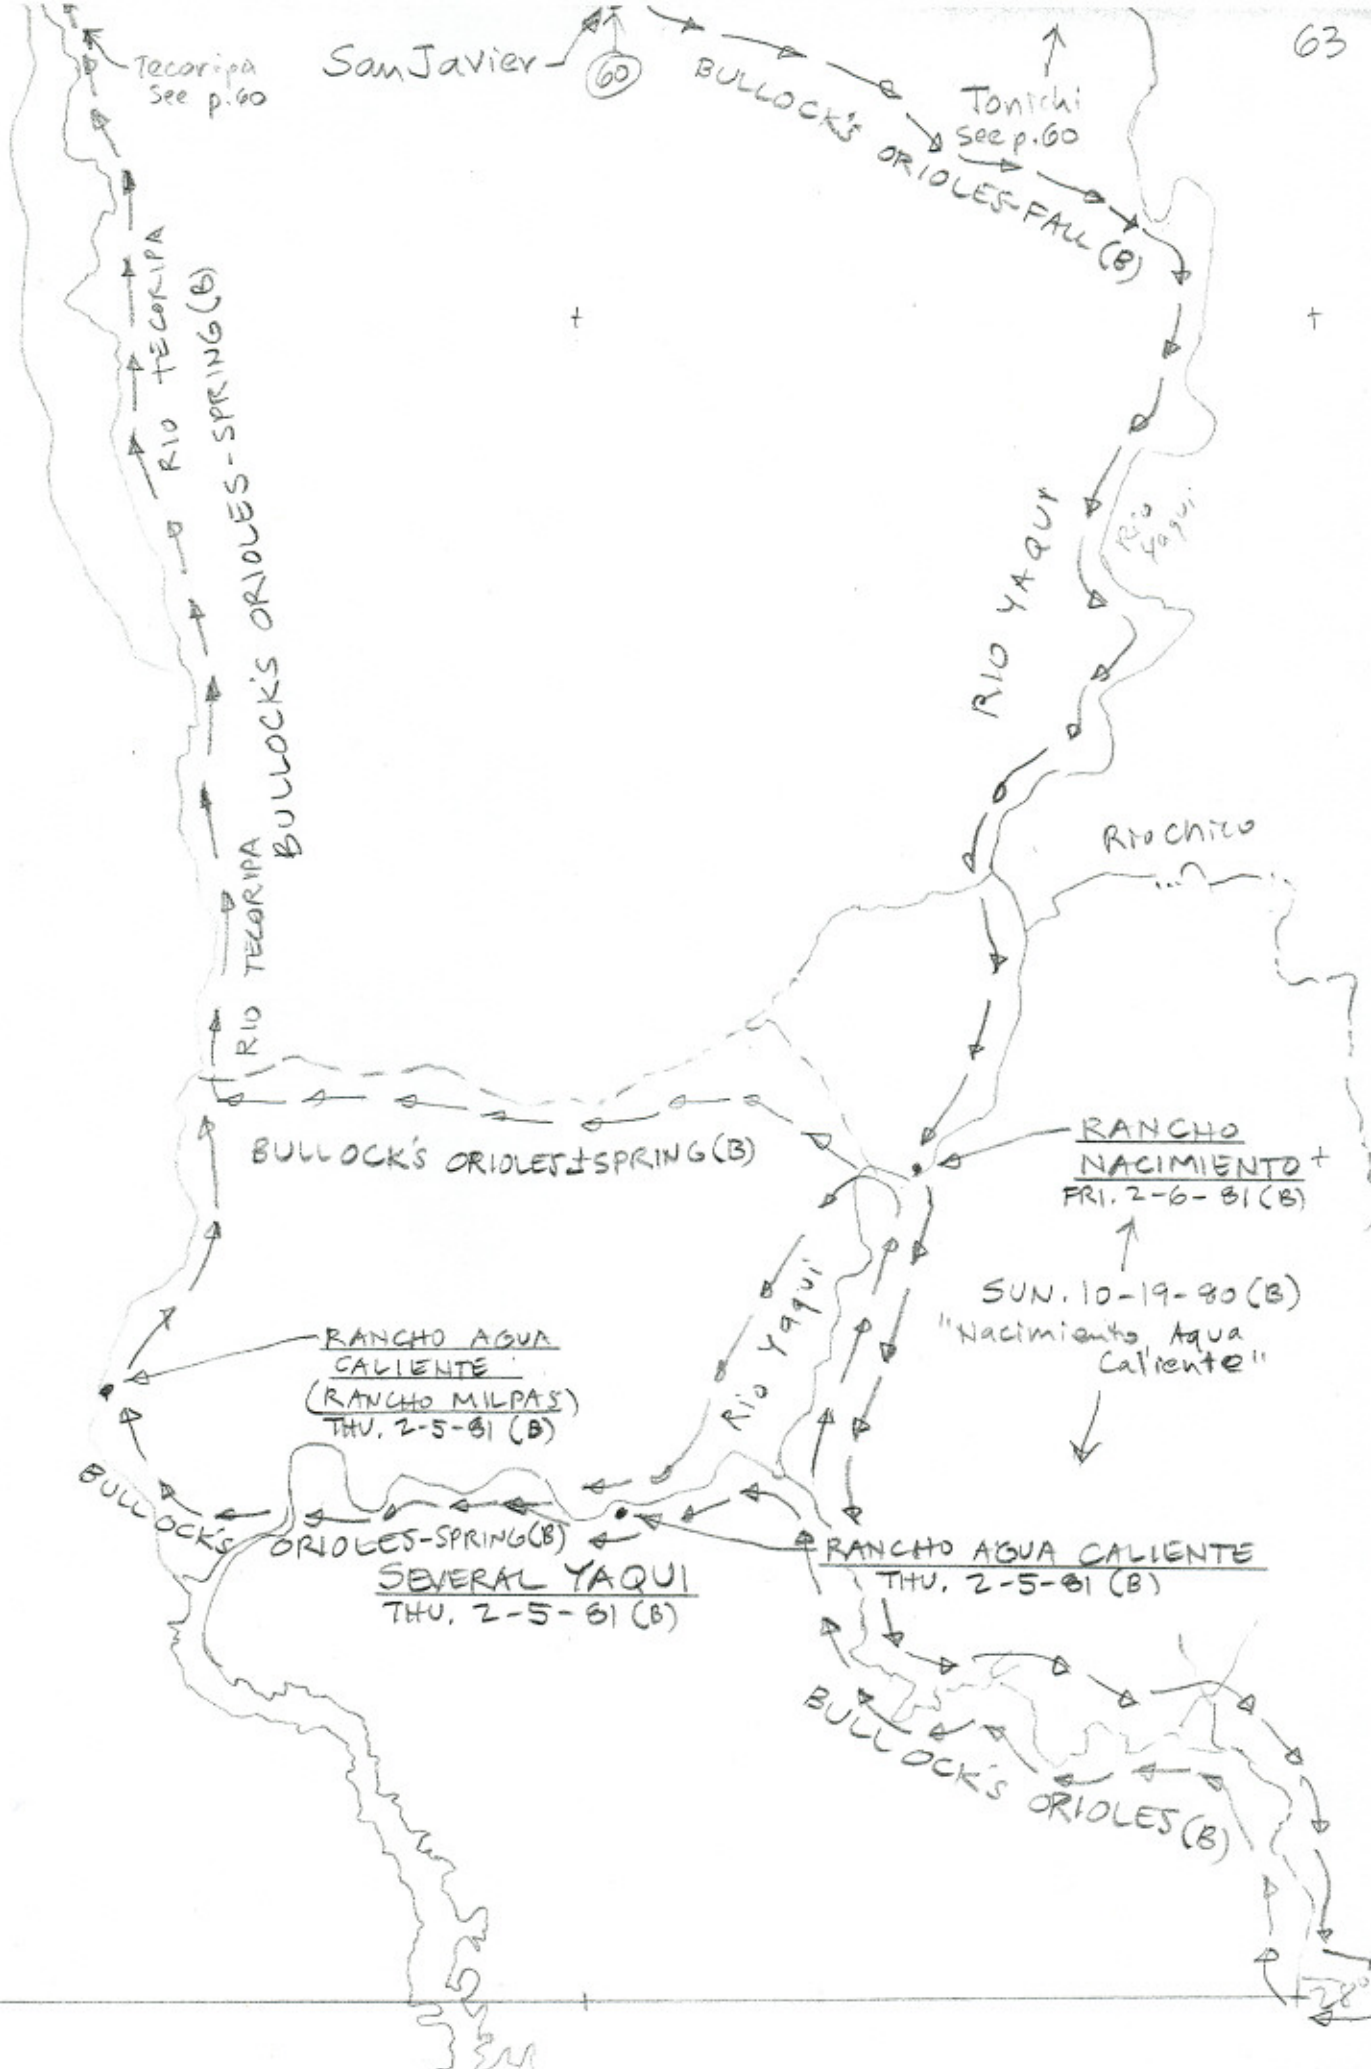 63
Tecoripa
See p.60
San Javier
60
BULLOCK'S ORIOLES-FALL (B)
Tonichi
See p.60
RIO TECORIPA
BULLOCK'S ORIOLES-SPRING (B)
RIO YAQUI
Rio
Yaqui
Rio Chico
RIO TECORIPA
BULLOCK'S ORIOLES±SPRING (B)
RANCHO
NACIMIENTO
FRI. 2-6-81 (B)
SUN. 10-19-80 (B)
"Nacimiento Aqua
Caliente"
Rio Yaqui
RANCHO AGUA
CALIENTE
(RANCHO MILPAS)
THU. 2-5-81 (B)
BULLOCK'S ORIOLES-SPRING (B)
SEVERAL YAQUI
THU. 2-5-81 (B)
RANCHO AGUA CALIENTE
THU. 2-5-81 (B)
BULLOCK'S ORIOLES (B)
28°